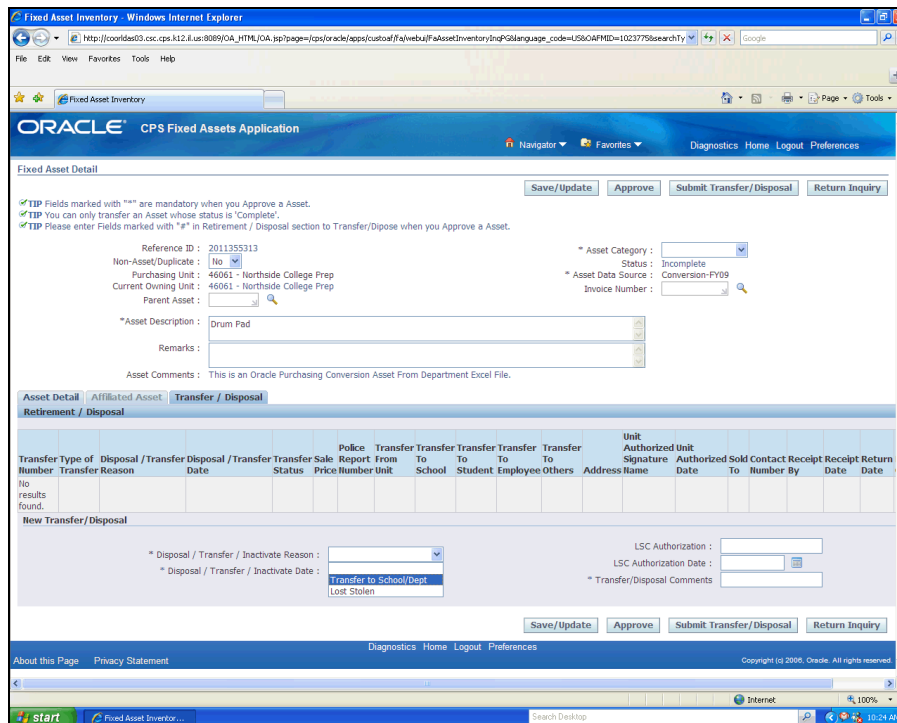 Fixed Asset Inventory - Windows Internet Explorer
http://coorldas03.csc.cps.k12.il.us:8089/OA_HTML/OA.jsp?page=/cps/oracle/apps/custoaf/fa/webui/FaAssetInventoryInqPG&language_code=US&OAFMID=1023775&searchTy
Google
File Edit View Favorites Tools Help
Fixed Asset Inventory
Page Tools
ORACLE CPS Fixed Assets Application
Navigator Favorites Diagnostics Home Logout Preferences
Fixed Asset Detail
Save/Update Approve Submit Transfer/Disposal Return Inquiry
TIP Fields marked with "*" are mandatory when you Approve a Asset.
TIP You can only transfer an Asset whose status is 'Complete'.
TIP Please enter Fields marked with "#" in Retirement / Disposal section to Transfer/Dipose when you Approve a Asset.
Reference ID : 2011355313
* Asset Category :
Non-Asset/Duplicate : No
Status : Incomplete
Purchasing Unit : 46061 - Northside College Prep
* Asset Data Source : Conversion-FY09
Current Owning Unit : 46061 - Northside College Prep
Invoice Number :
Parent Asset :
*Asset Description : Drum Pad
Remarks :
Asset Comments : This is an Oracle Purchasing Conversion Asset From Department Excel File.
Asset Detail Affiliated Asset Transfer / Disposal
Retirement / Disposal
Transfer Number Type of Transfer Disposal /Transfer Reason Disposal /Transfer Date Transfer Status Sale Price Police Report Number Transfer From Unit Transfer To School Transfer To Student Transfer To Employee Transfer To Others Address Unit Authorized Signature Name Unit Authorized Date Sold To Contact Number Receipt By Receipt Date Return Date
No
results
found.
New Transfer/Disposal
* Disposal / Transfer / Inactivate Reason :
LSC Authorization :
* Disposal / Transfer / Inactivate Date :
LSC Authorization Date :
Transfer to School/Dept
* Transfer/Disposal Comments
Lost Stolen
Save/Update Approve Submit Transfer/Disposal Return Inquiry
Diagnostics Home Logout Preferences
About this Page Privacy Statement
Copyright (c) 2006, Oracle. All rights reserved.
Internet 100%
start Fixed Asset Inventor... Search Desktop 10:24 AM